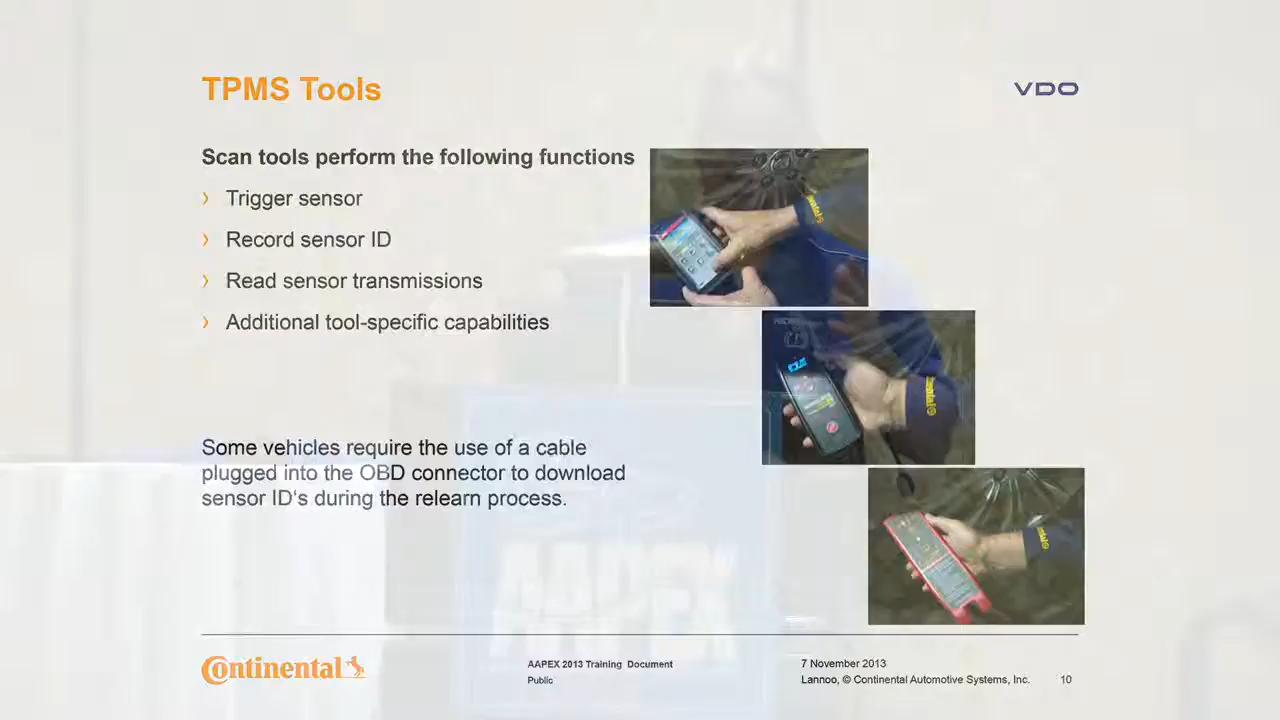 TPMS Tools
VDO
Scan tools perform the following functions
› Trigger sensor
› Record sensor ID
› Read sensor transmissions
› Additional tool-specific capabilities
Some vehicles require the use of a cable
plugged into the OBD connector to download
sensor ID's during the relearn process.
AAPEX
Continental
AAPEX 2013 Training Document
Public
7 November 2013
Lannoo, © Continental Automotive Systems, Inc.
10